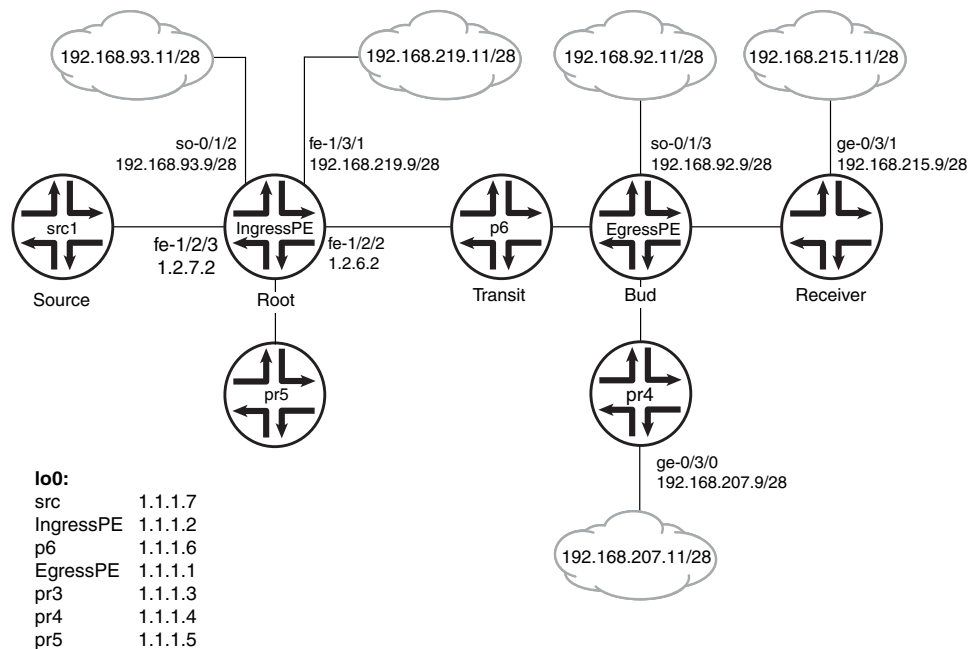 192.168.93.11/28
192.168.219.11/28
192.168.92.11/28
192.168.215.11/28
so-0/1/2
192.168.93.9/28
fe-1/3/1
192.168.219.9/28
so-0/1/3
192.168.92.9/28
ge-0/3/1
192.168.215.9/28
src1
IngressPE
p6
EgressPE
fe-1/2/3
1.2.7.2
fe-1/2/2
1.2.6.2
Source
Root
Transit
Bud
Receiver
pr5
pr4
ge-0/3/0
192.168.207.9/28
192.168.207.11/28
lo0:
src 1.1.1.7
IngressPE 1.1.1.2
p6 1.1.1.6
EgressPE 1.1.1.1
pr3 1.1.1.3
pr4 1.1.1.4
pr5 1.1.1.5